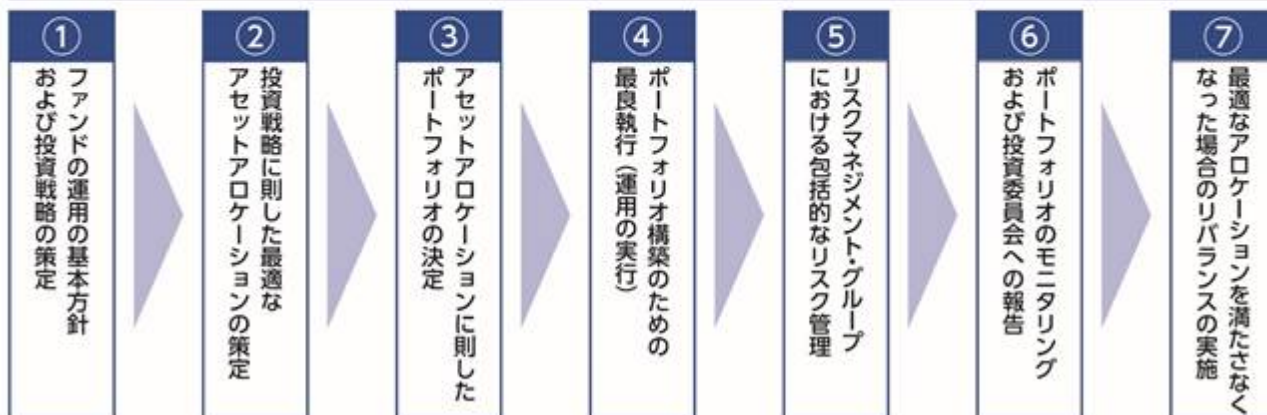 ①
ファンドの運用の基本方針
および投資戦略の策定
②
投資戦略に則した最適な
アセットアロケーションの策定
③
アセットアロケーションに則した
ポートフォリオの決定
④
ポートフォリオ構築のための
最良執行（運用の実行）
⑤
リスクマネジメント・グループ
における包括的なリスク管理
⑥
ポートフォリオのモニタリング
および投資委員会への報告
⑦
最適なアロケーションを満たさなく
なった場合のリバランスの実施